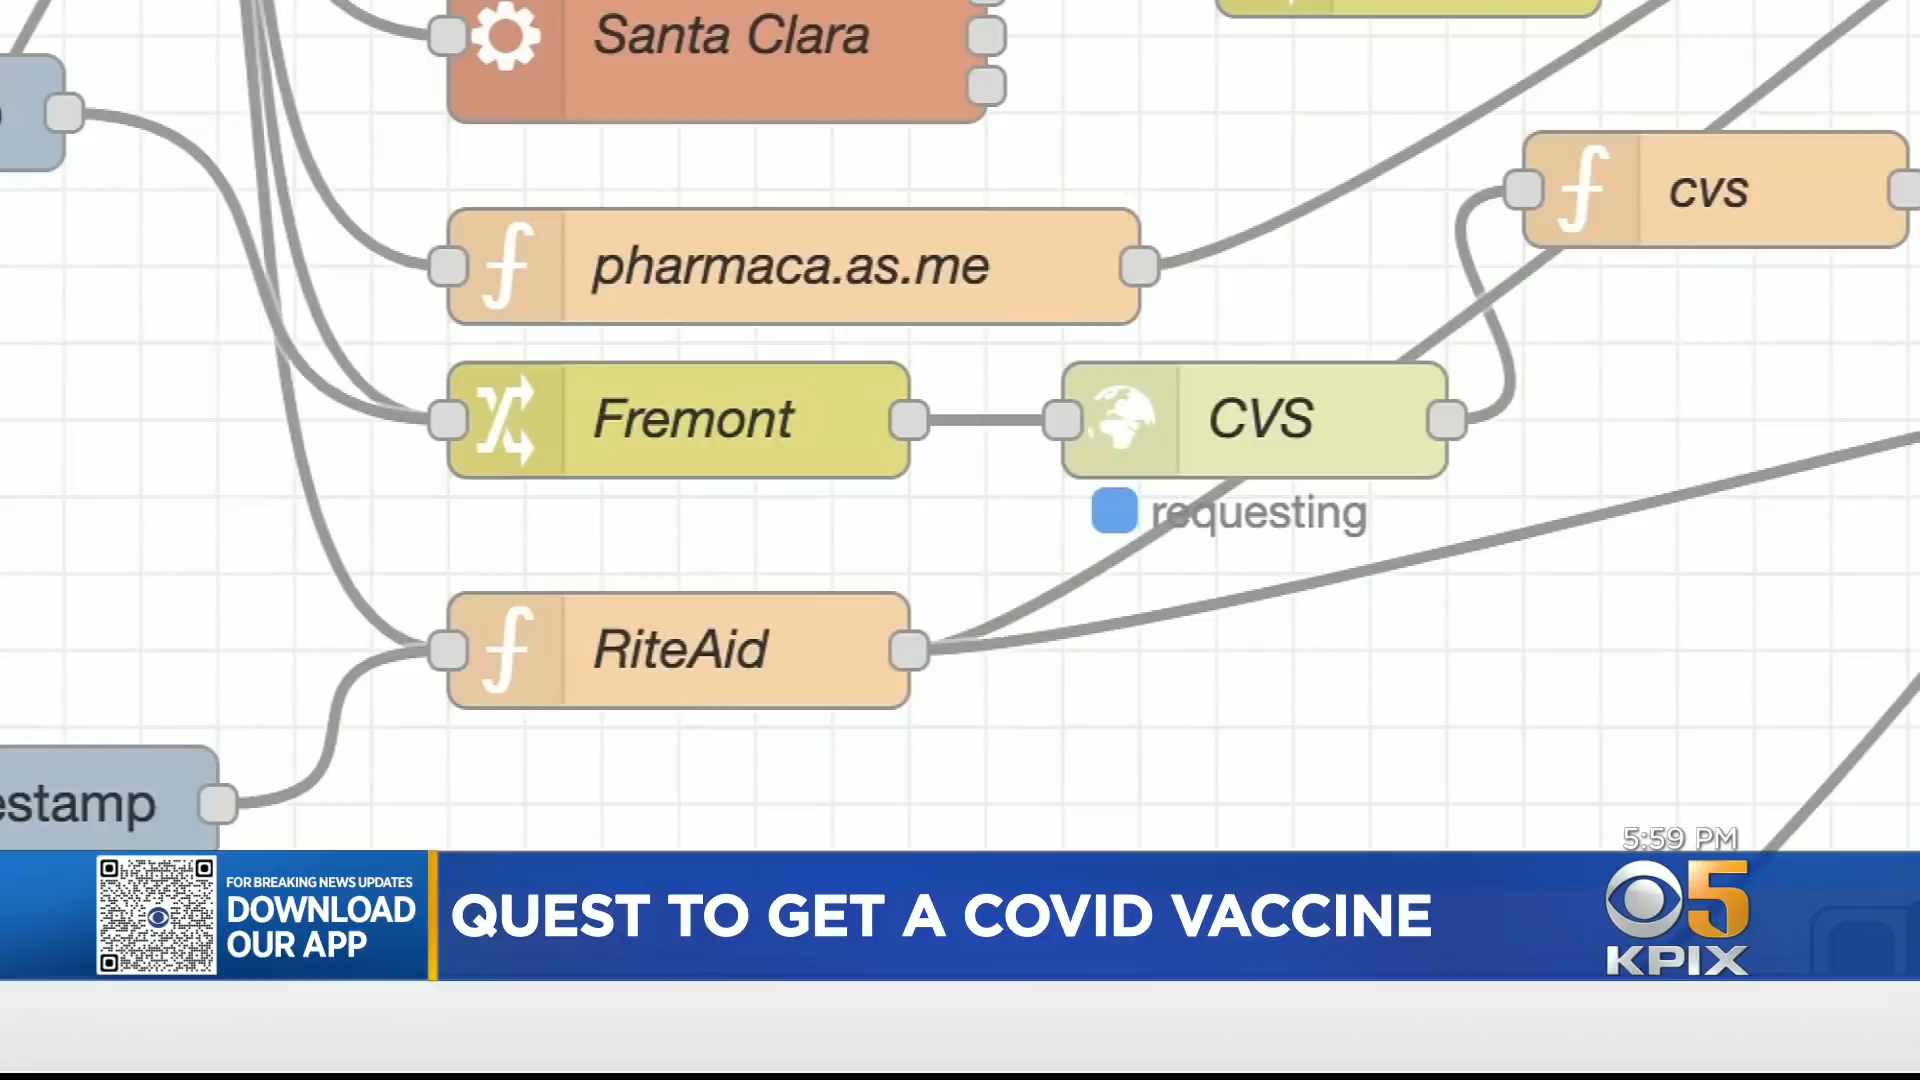 Santa Clara
cvs
pharmaca.as.me
Fremont
CVS
requesting
RiteAid
estamp
5:59 PM
FOR BREAKING NEWS UPDATES
DOWNLOAD
OUR APP
QUEST TO GET A COVID VACCINE
5
KPIX